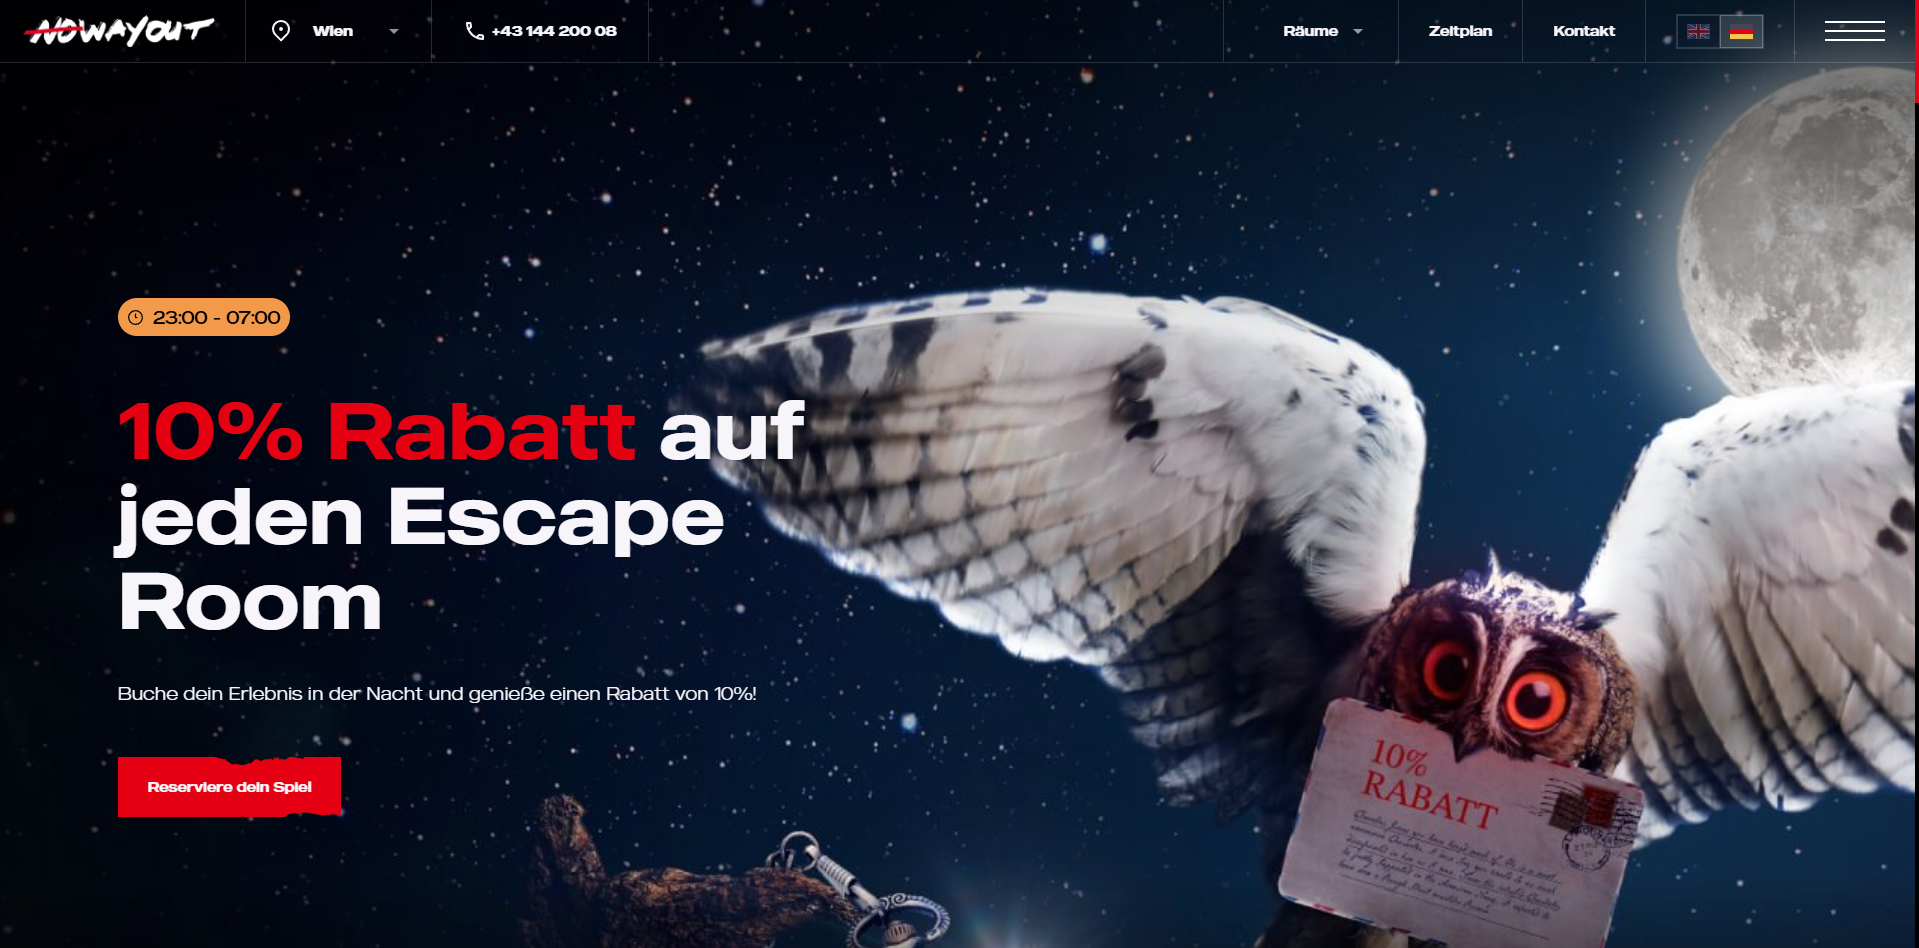 NOWAYOUT
Wien
+43 144 200 08
Räume
Zeitplan
Kontakt
23:00 - 07:00
10% Rabatt auf
jeden Escape
Room
Buche dein Erlebnis in der Nacht und genieße einen Rabatt von 10%!
Reserviere dein Spiel
10%
RABATT